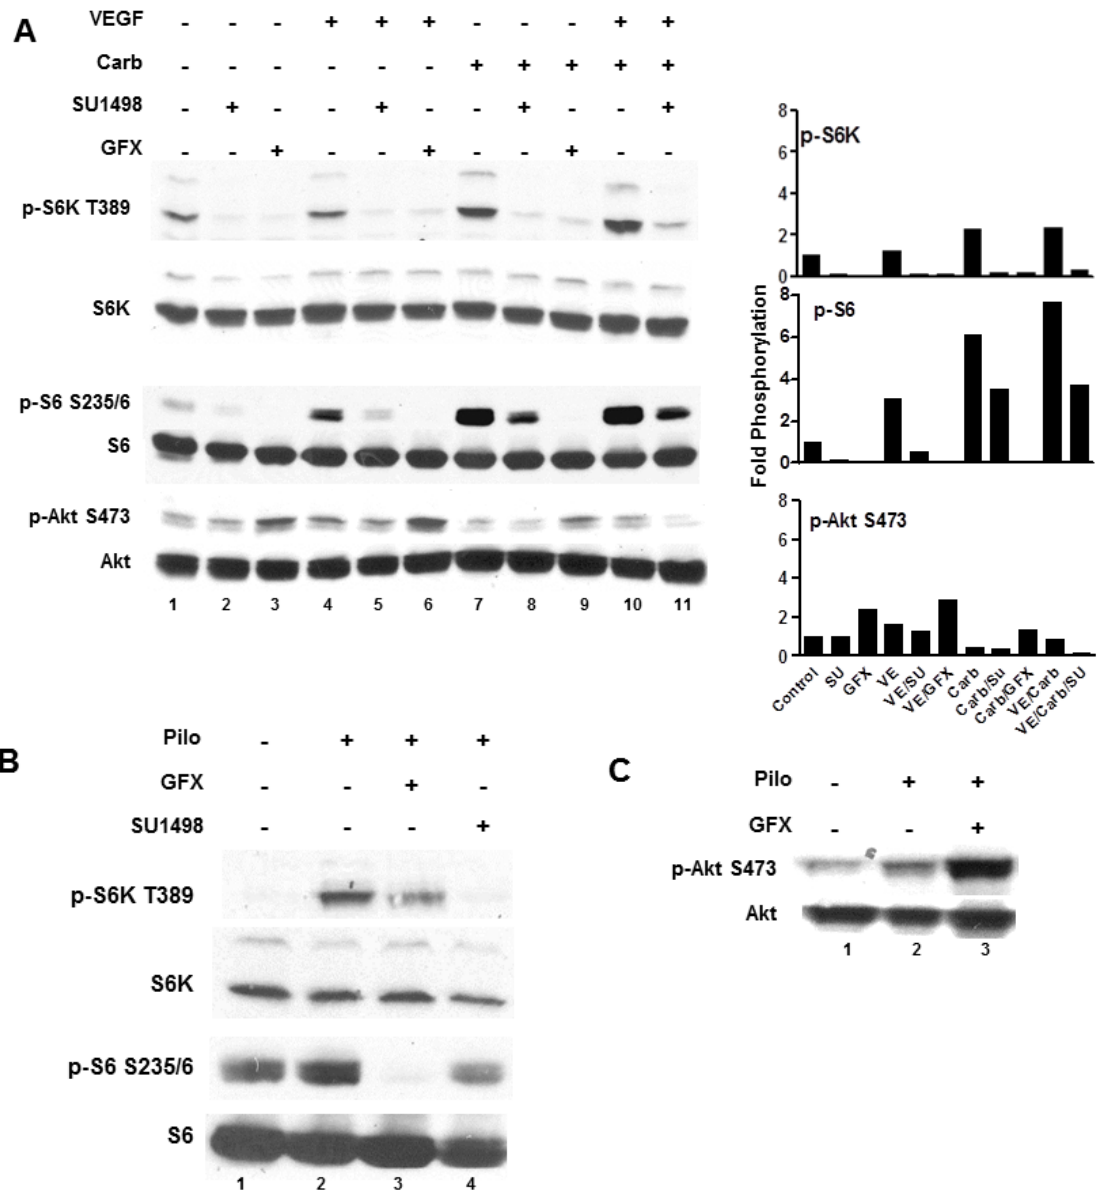 A
VEGF - - - + + + - - - + +
Carb - - - - - - + + + + +
SU1498 - + - - + - - + - - +
GFX - - + - - + - - + - -
p-S6K T389
S6K
p-S6 S235/6
S6
p-Akt S473
Akt
1 2 3 4 5 6 7 8 9 10 11
Fold Phosphorylation
8
p-S6K
6
4
2
0
8
p-S6
6
4
2
0
8
p-Akt S473
6
4
2
0
Control SU GFX VE VE/SU VE/GFX Carb Carb/Su Carb/GFX VE/Carb VE/Carb/SU
B
Pilo - + + +
GFX - - + -
SU1498 - - - +
p-S6K T389
S6K
p-S6 S235/6
S6
1 2 3 4
C
Pilo - + +
GFX - - +
p-Akt S473
Akt
1 2 3